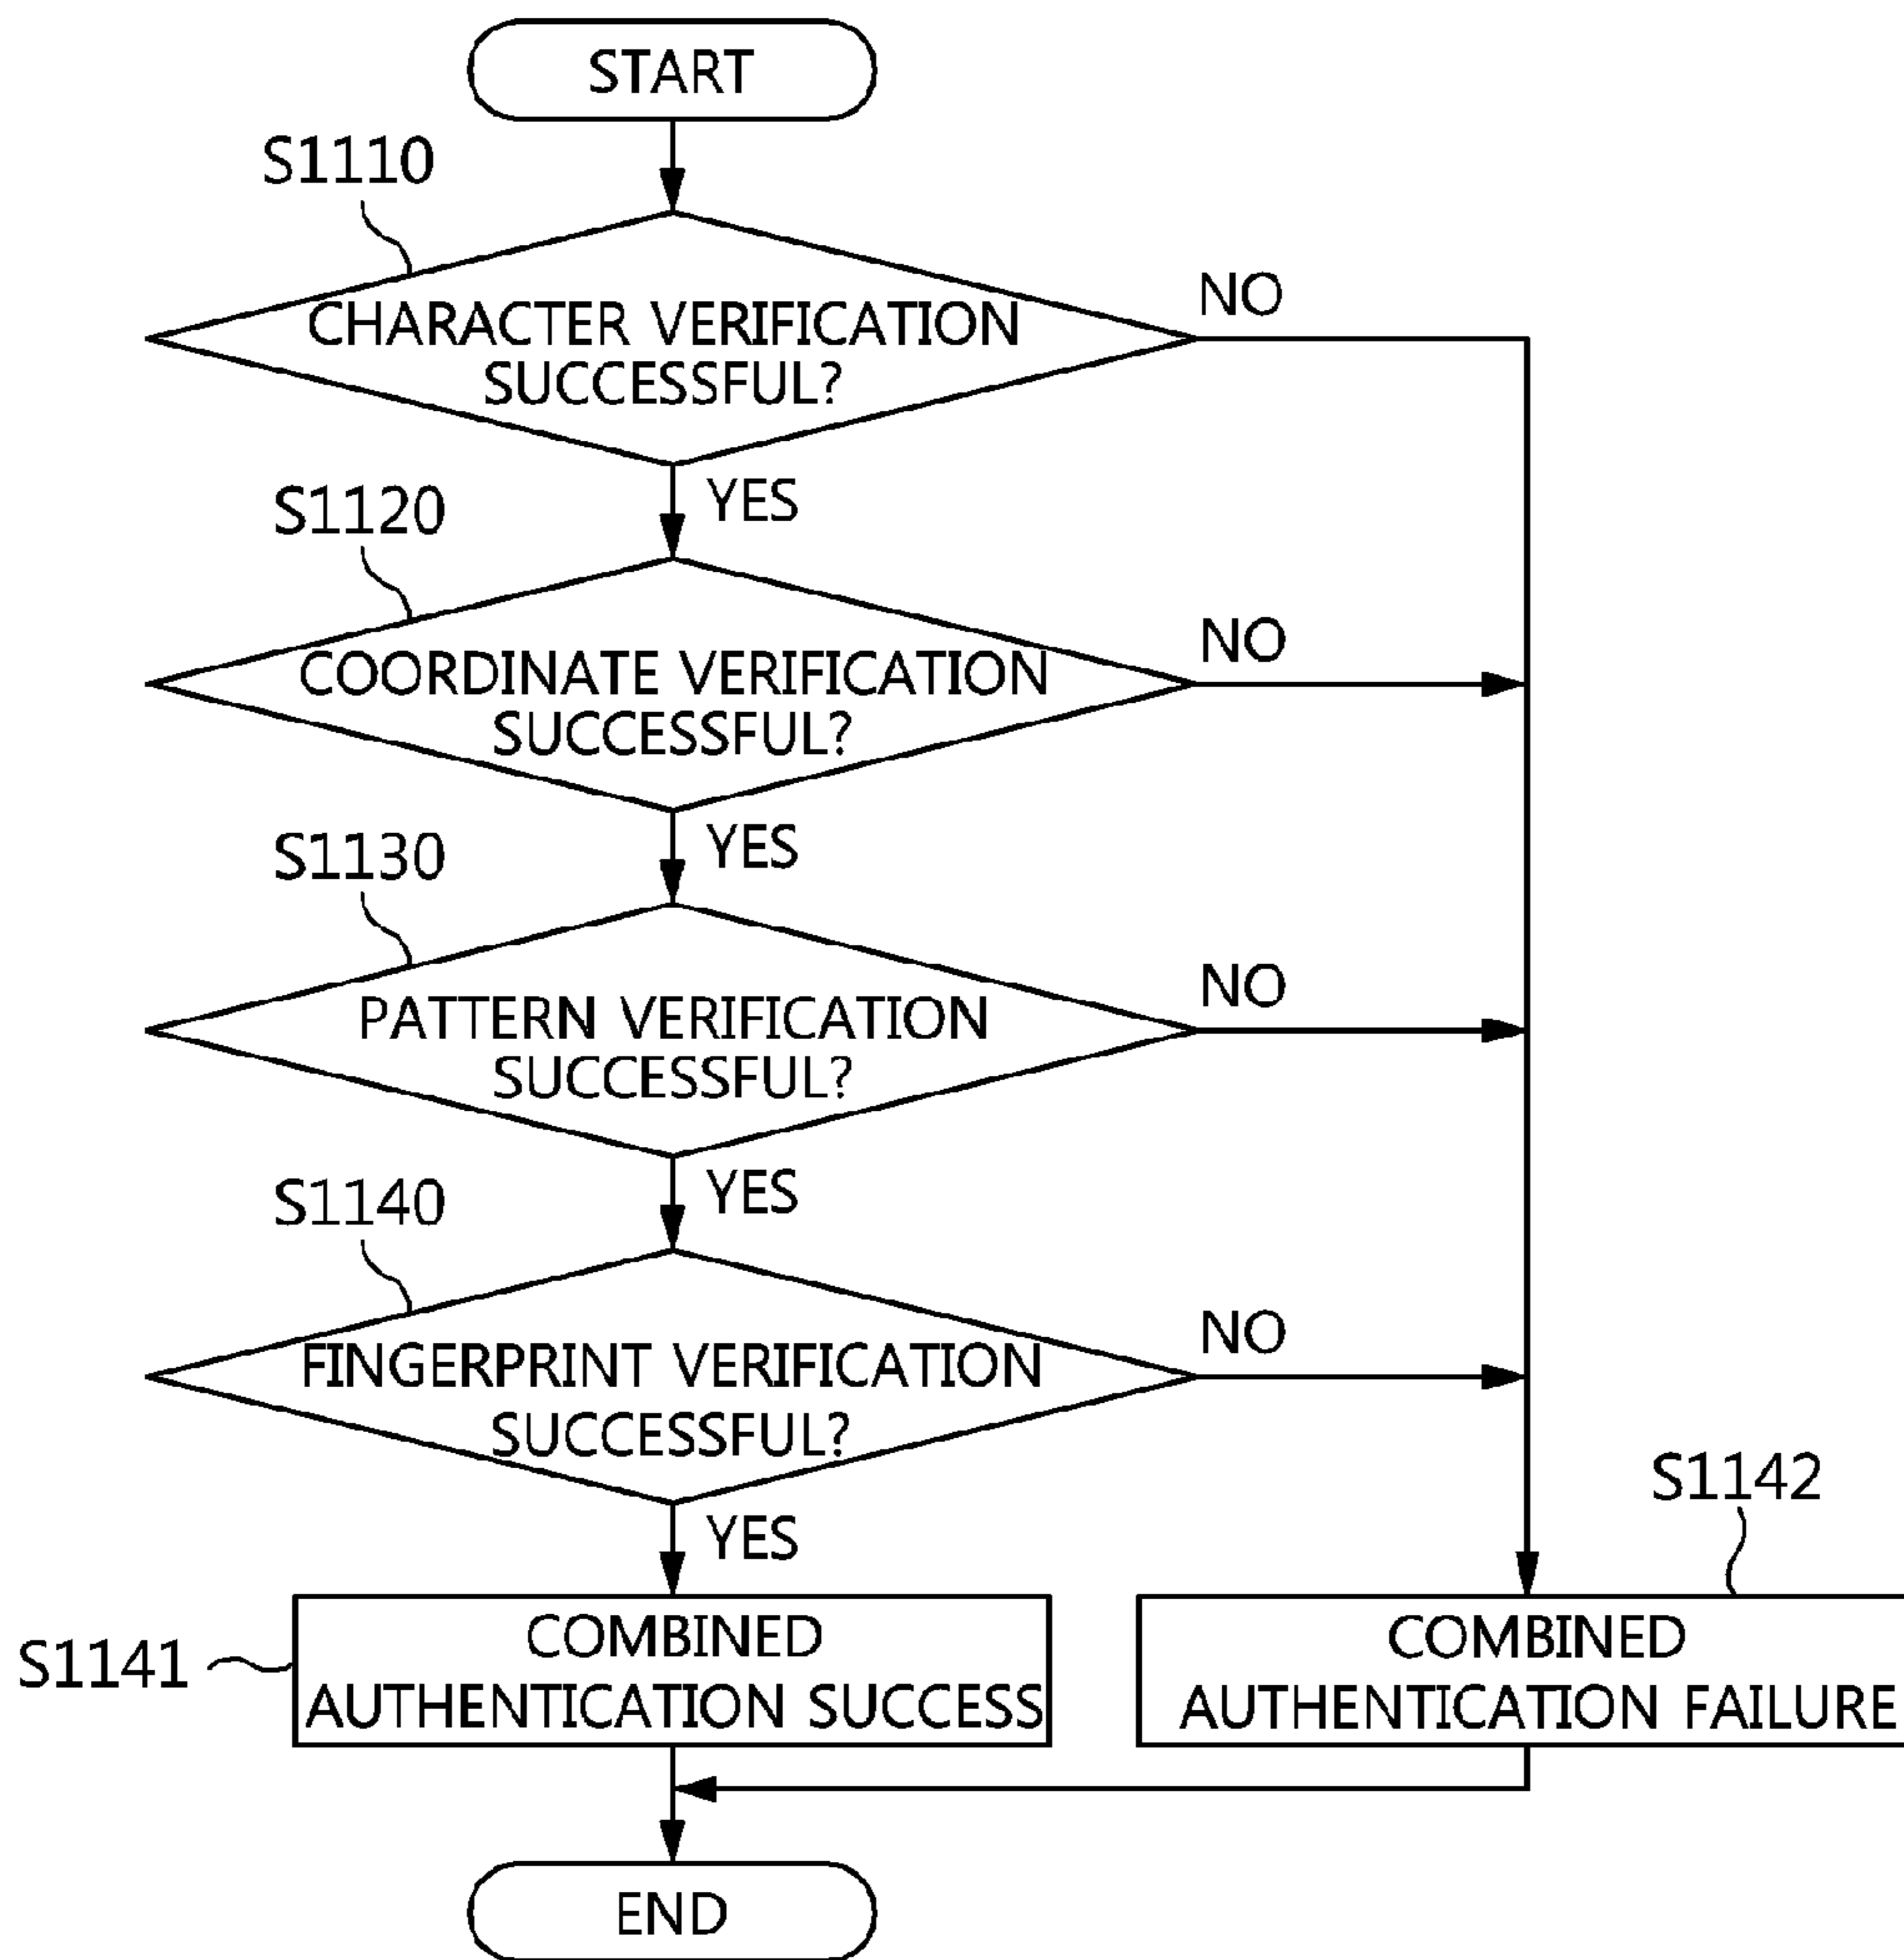 START
S1110
CHARACTER VERIFICATION
SUCCESSFUL?
NO
YES
S1120
COORDINATE VERIFICATION
SUCCESSFUL?
NO
YES
S1130
PATTERN VERIFICATION
SUCCESSFUL?
NO
YES
S1140
FINGERPRINT VERIFICATION
SUCCESSFUL?
NO
YES
S1141
COMBINED
AUTHENTICATION SUCCESS
S1142
COMBINED
AUTHENTICATION FAILURE
END